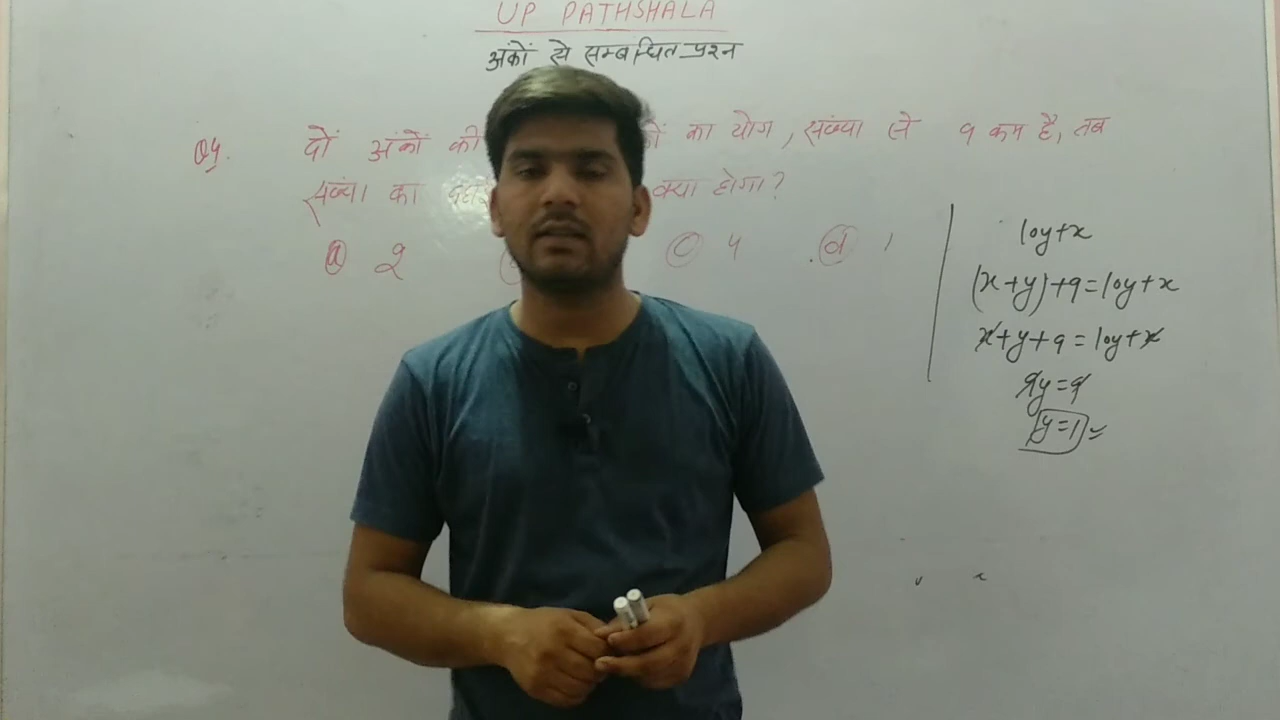 UP PATHSHALA
अंकों से सम्बन्धित प्रश्न
Q4. दो अंकों की का योग, संख्या से 9 कम है, तब
संख्या का क्या होगा?
(a) 2 (c) 4 (d) 1
10y+x
(x+y)+9=10y+x
x+y+9=10y+x
9y=9
y=1